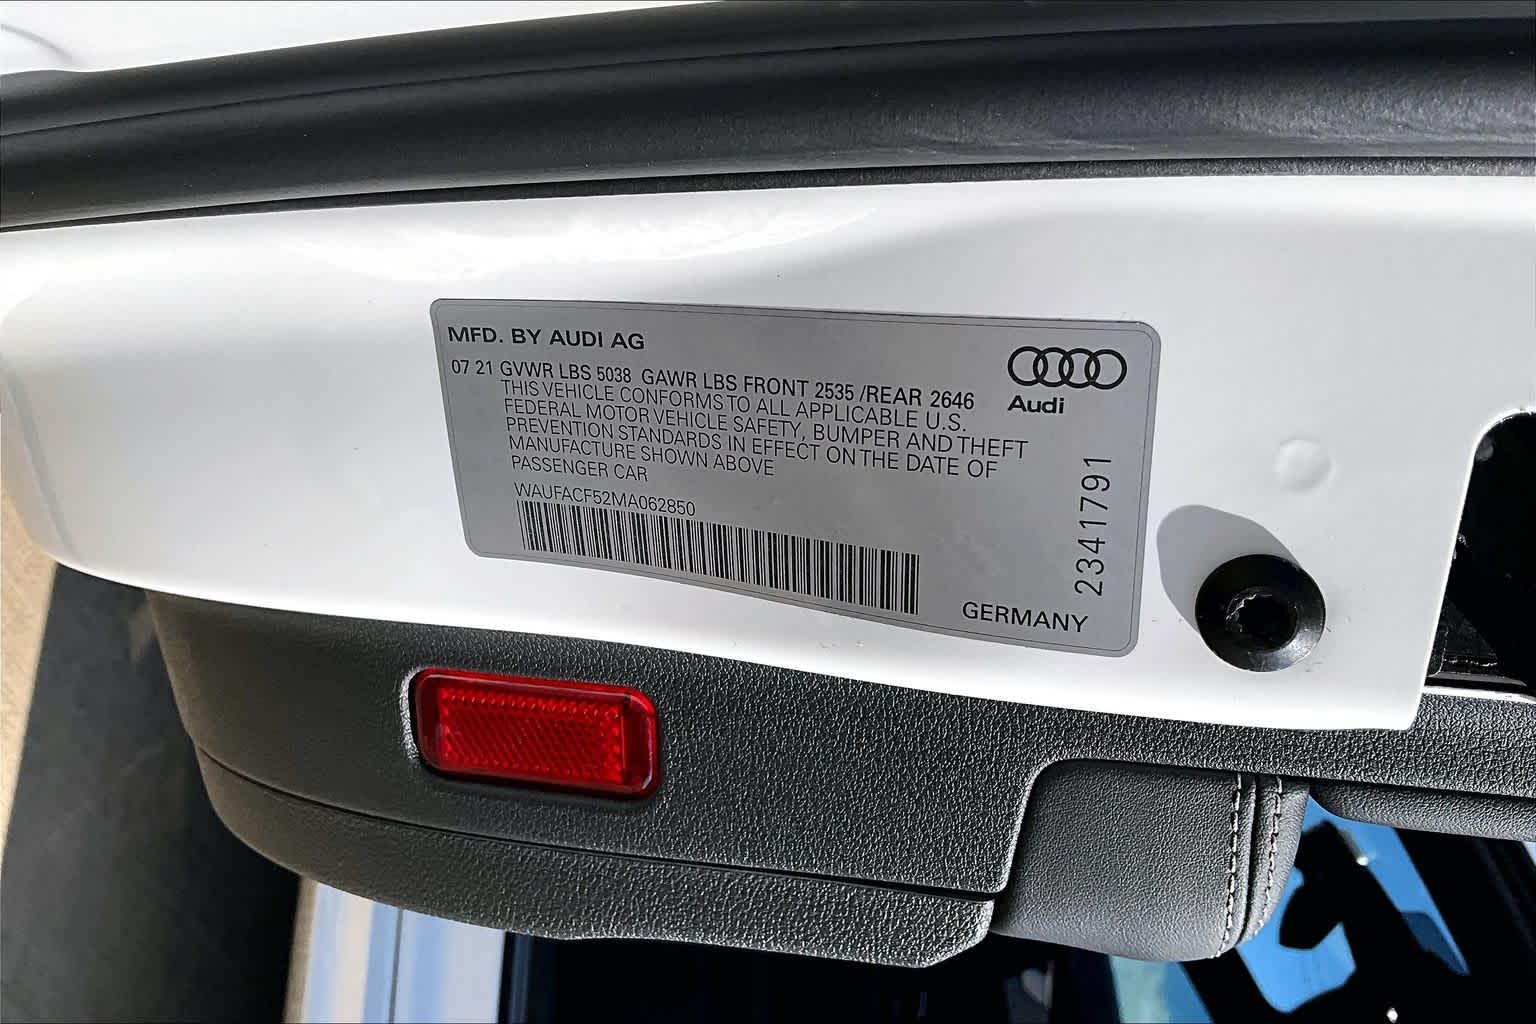 MFD. BY AUDI AG
07 21 GVWR LBS 5038 GAWR LBS FRONT 2535 /REAR 2646
THIS VEHICLE CONFORMS TO ALL APPLICABLE U.S.
FEDERAL MOTOR VEHICLE SAFETY, BUMPER AND THEFT
PREVENTION STANDARDS IN EFFECT ON THE DATE OF
MANUFACTURE SHOWN ABOVE
PASSENGER CAR
WAUFACF52MA062850
Audi
2341791
GERMANY